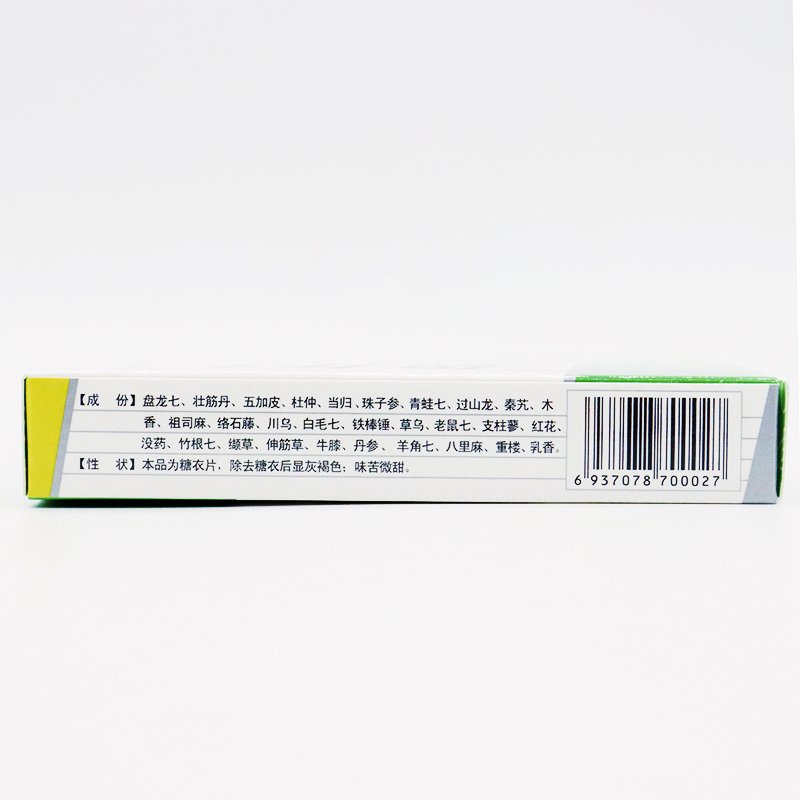 【成 份】盘龙七、壮筋丹、五加皮、杜仲、当归、珠子参、青蛙七、过山龙、秦艽、木
香、祖司麻、络石藤、川乌、白毛七、铁棒锤、草乌、老鼠七、支柱蓼、红花、
没药、竹根七、缬草、伸筋草、牛膝、丹参、羊角七、八里麻、重楼、乳香。
【性 状】本品为糖衣片，除去糖衣后显灰褐色；味苦微甜。
6 937078 700027